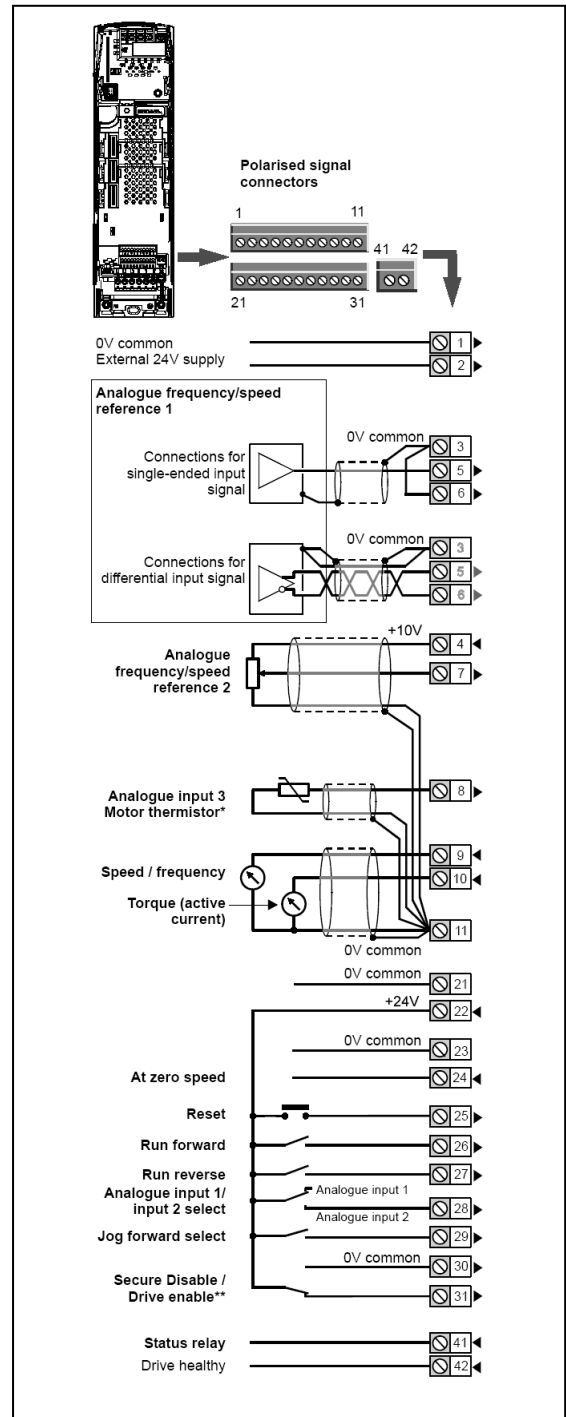 Polarised signal
connectors
1 11
41 42
21 31
0V common 1
External 24V supply 2
Analogue frequency/speed
reference 1
0V common 3
Connections for
single-ended input
signal
5
6
0V common 3
Connections for
differential input signal
5
6
+10V 4
Analogue
frequency/speed
reference 2
7
8
Analogue input 3
Motor thermistor*
9
Speed / frequency
10
Torque (active
current)
11
0V common
0V common 21
+24V 22
0V common 23
At zero speed 24
Reset 25
Run forward 26
Run reverse 27
Analogue input 1/
input 2 select
Analogue input 1
28
Analogue input 2
Jog forward select 29
0V common 30
Secure Disable /
Drive enable**
31
Status relay 41
Drive healthy 42